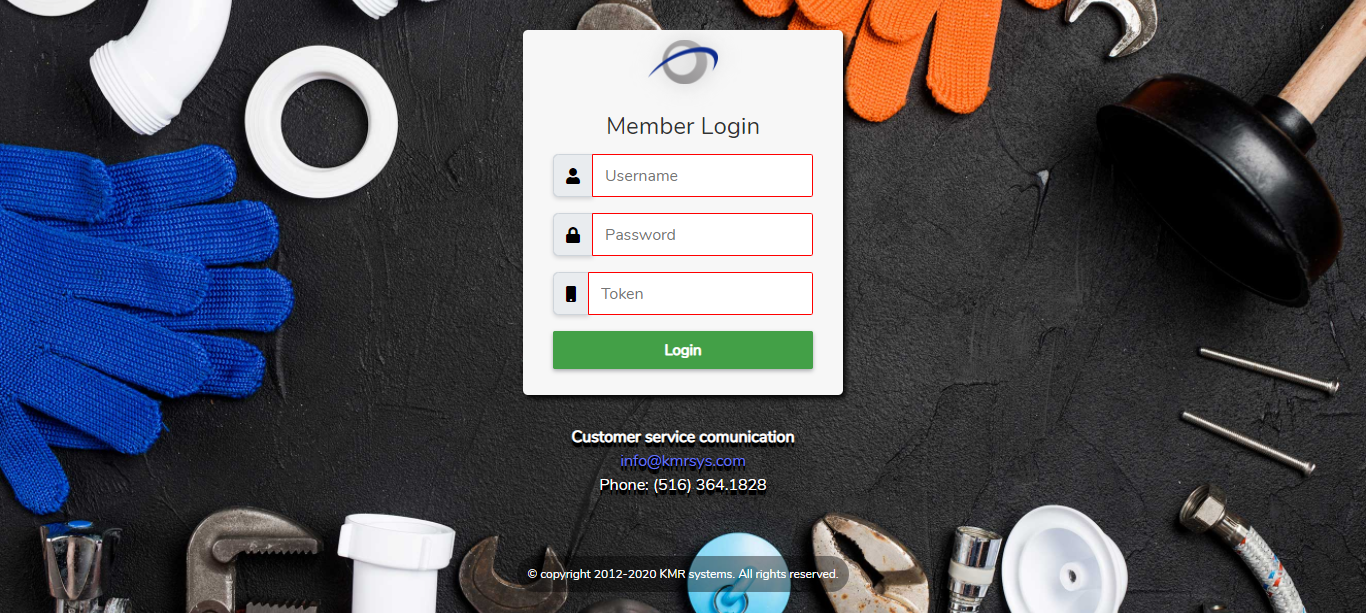 Member Login
Username
Password
Token
Login
Customer service comunication
info@kmrsys.com
Phone: (516) 364.1828
© copyright 2012-2020 KMR systems. All rights reserved.